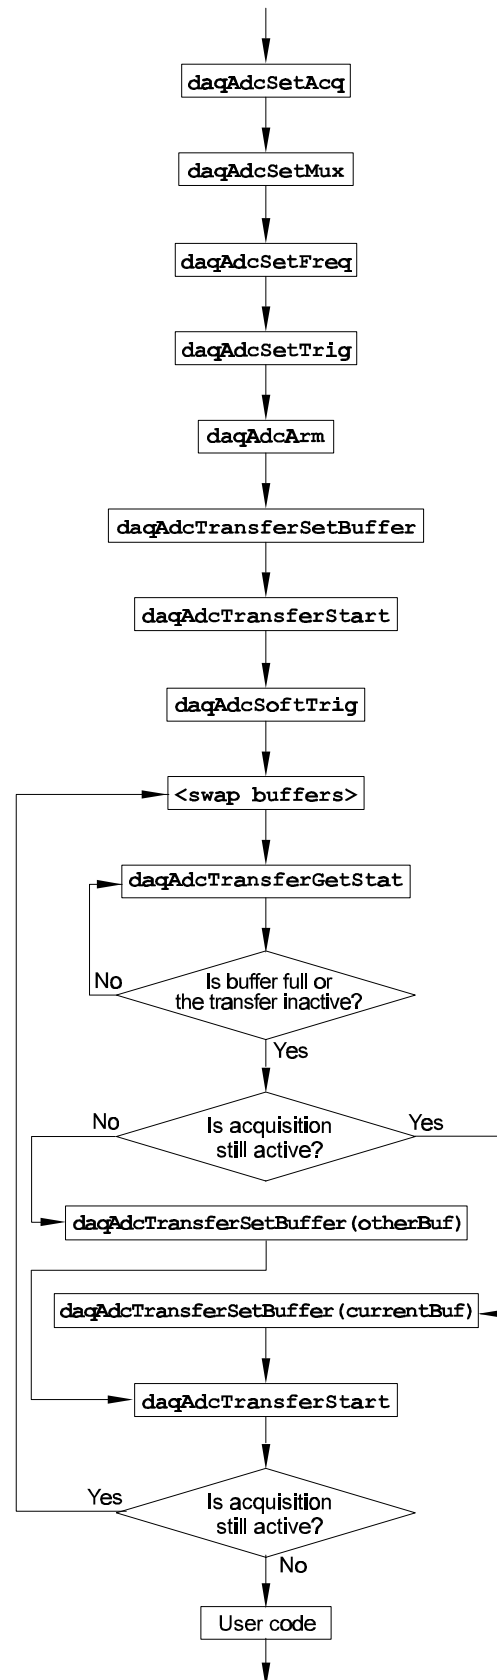 daqAdcSetAcq
daqAdcSetMux
daqAdcSetFreq
daqAdcSetTrig
daqAdcArm
daqAdcTransferSetBuffer
daqAdcTransferStart
daqAdcSoftTrig
<swap buffers>
daqAdcTransferGetStat
No
Is buffer full or
the transfer inactive?
Yes
No
Is acquisition
still active?
Yes
daqAdcTransferSetBuffer(otherBuf)
daqAdcTransferSetBuffer(currentBuf)
daqAdcTransferStart
Yes
Is acquisition
still active?
No
User code